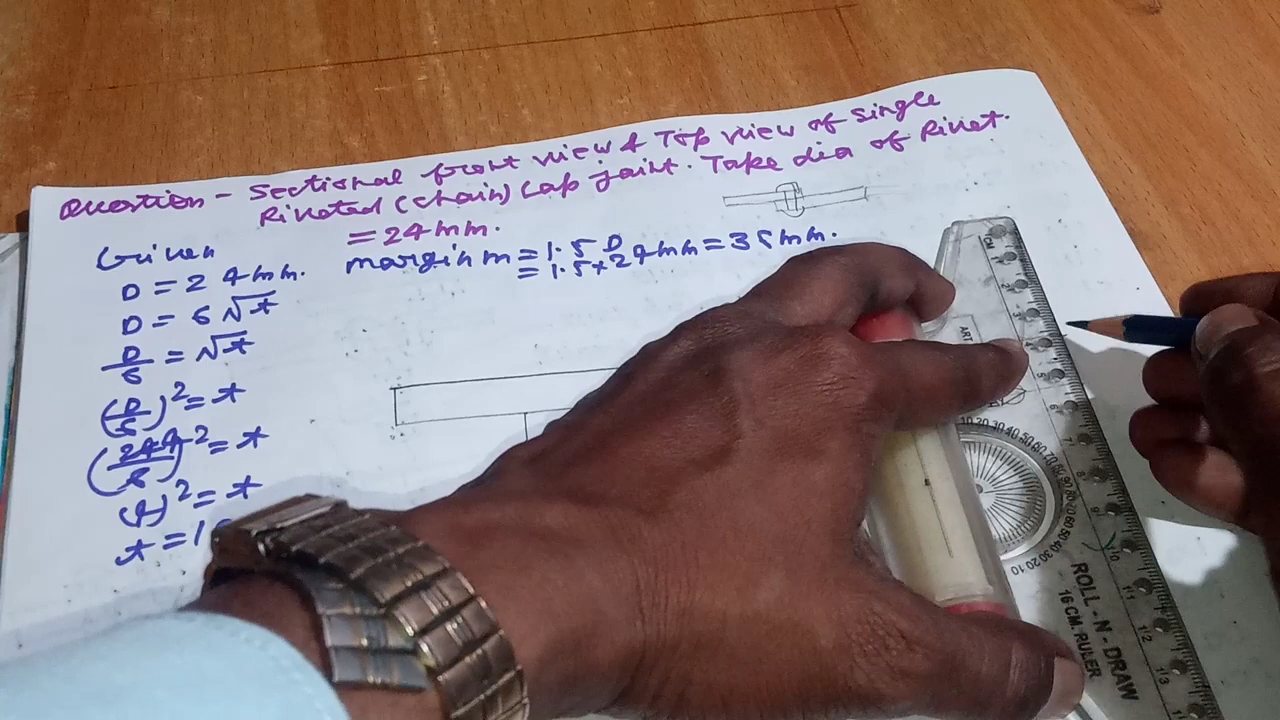 Question - Sectional front view & Top view of single
Riveted (chain) Lap joint. Take dia of Rivet.
= 24 mm.
Given
D = 24 mm.
D = 6 √t
D/6 = √t
(D/6)² = t
(24/6)² = t
(4)² = t
t = 1
margin m = 1.5 D
= 1.5 x 24 mm = 36 mm.
ROLL-N-DRAW
16 CM. RULER